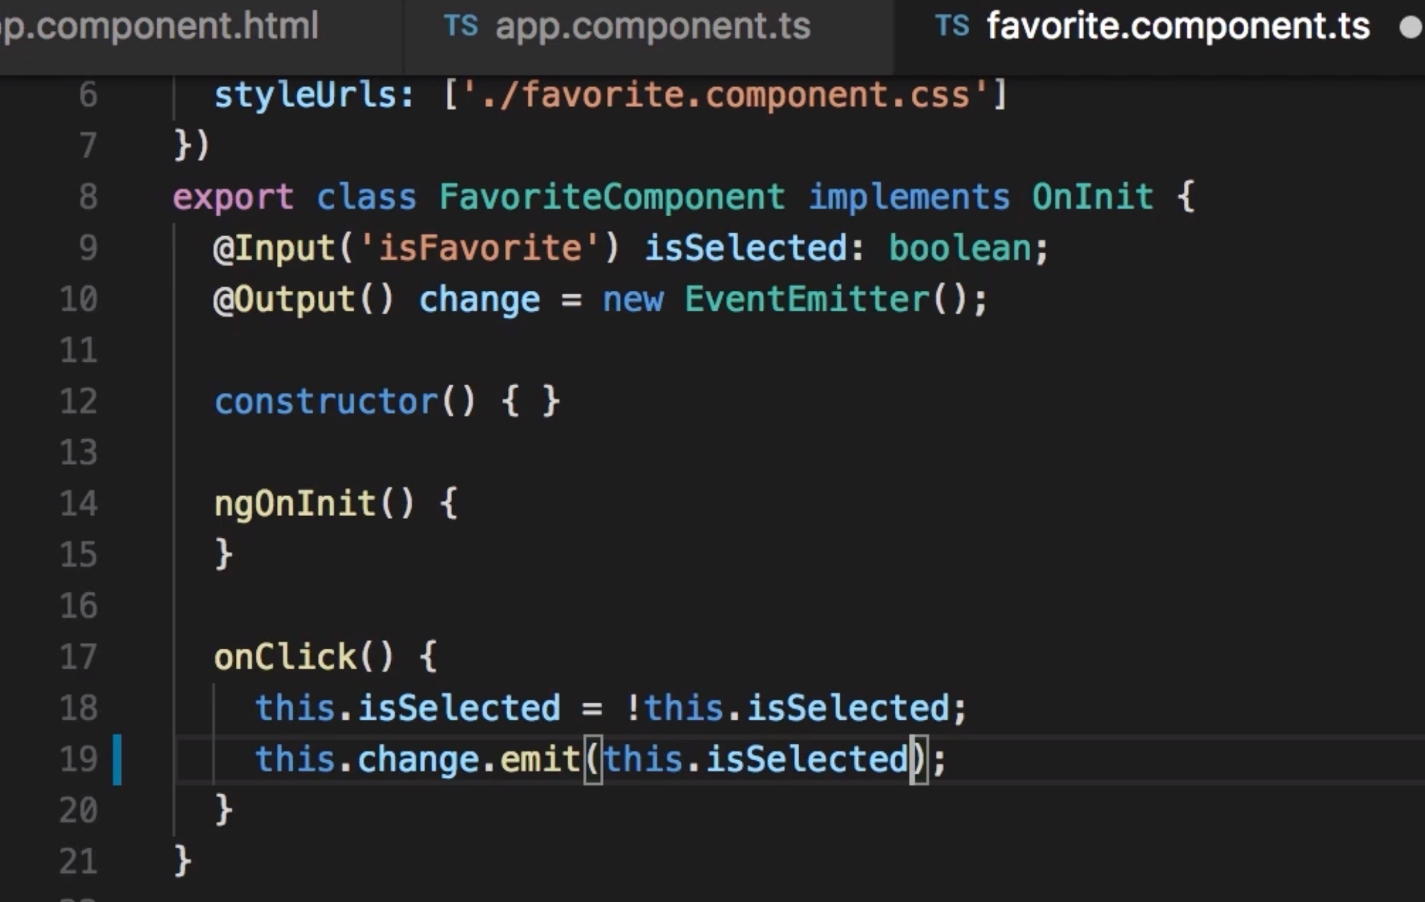 p.component.html TS app.component.ts TS favorite.component.ts
6 styleUrls: ['./favorite.component.css']
7 })
8 export class FavoriteComponent implements OnInit {
9 @Input('isFavorite') isSelected: boolean;
10 @Output() change = new EventEmitter();
11
12 constructor() { }
13
14 ngOnInit() {
15 }
16
17 onClick() {
18 this.isSelected = !this.isSelected;
19 this.change.emit(this.isSelected);
20 }
21 }